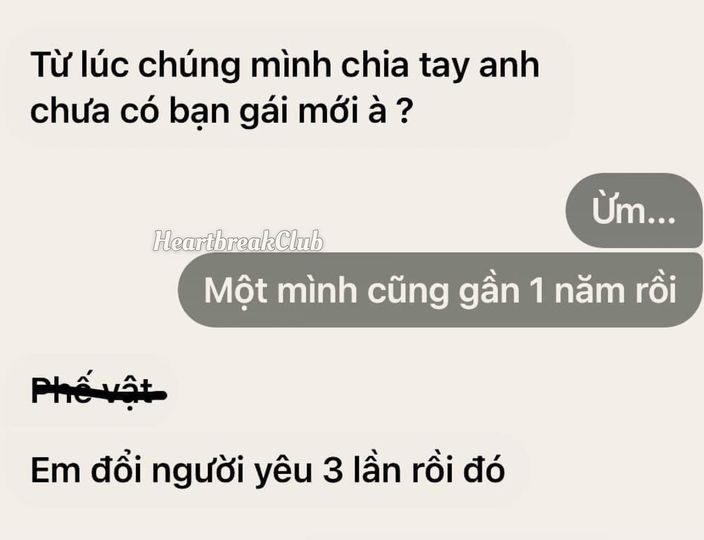 Từ lúc chúng mình chia tay anh
chưa có bạn gái mới à ?
Ừm...
HeartbreakClub
Một mình cũng gần 1 năm rồi
Phế vật
Em đổi người yêu 3 lần rồi đó